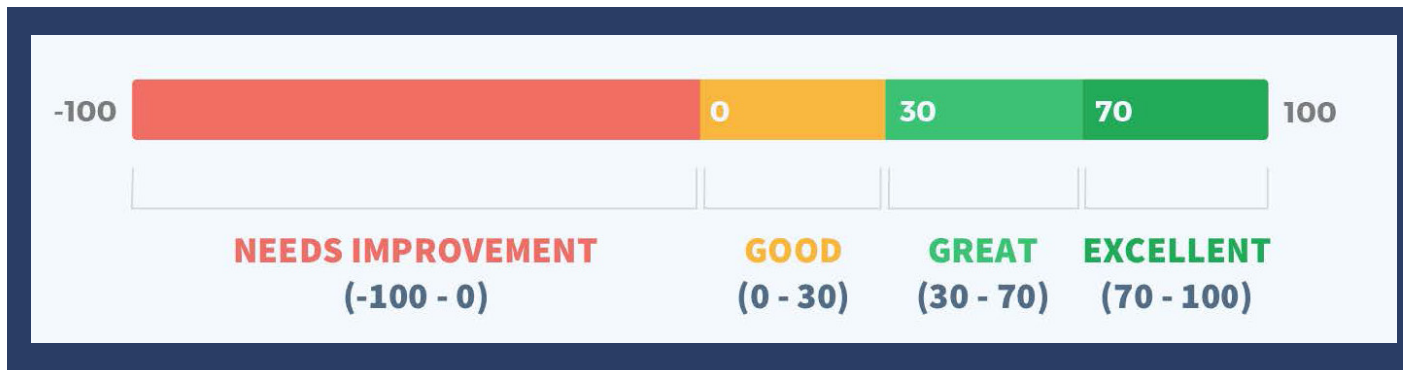 -100 0 30 70 100
NEEDS IMPROVEMENT GOOD GREAT EXCELLENT
(-100 - 0) (0 - 30) (30 - 70) (70 - 100)